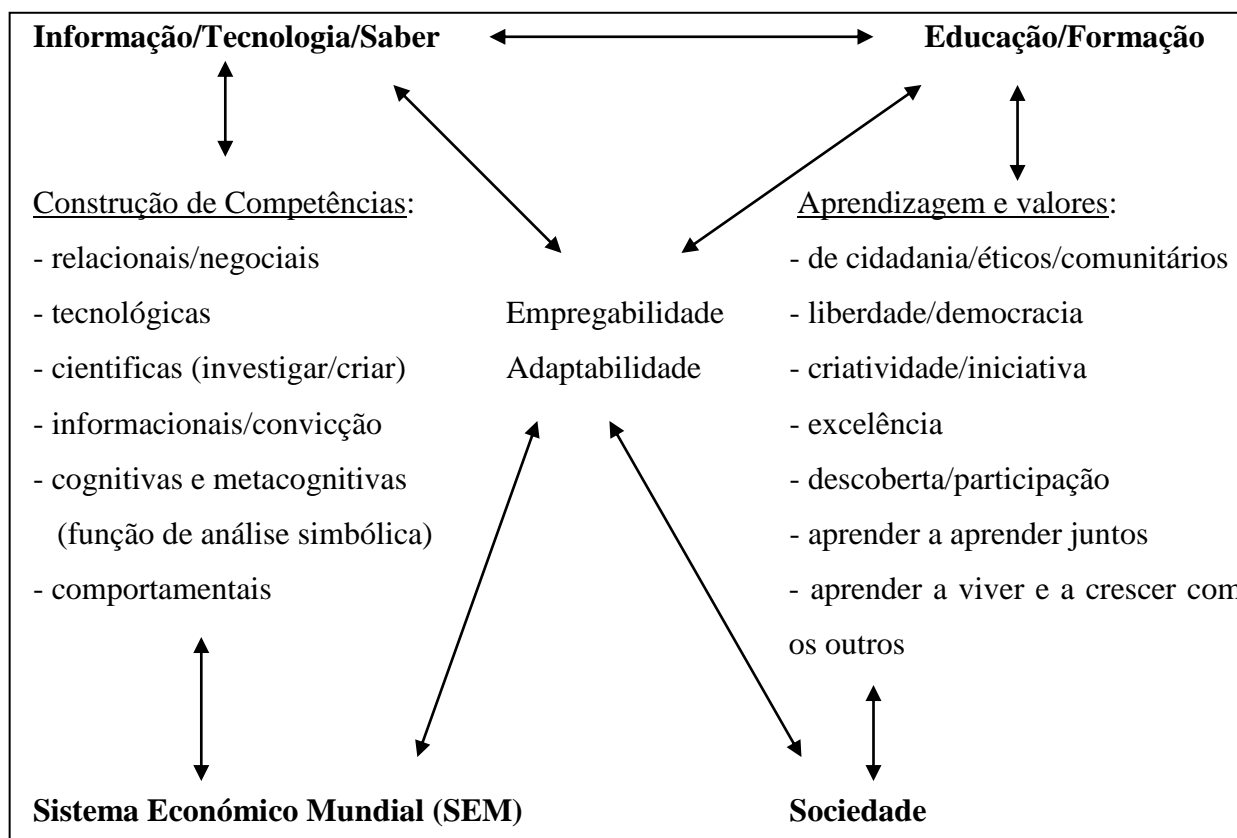 Informação/Tecnologia/Saber
Educação/Formação
Construção de Competências:
- relacionais/negociais
- tecnológicas
- cientificas (investigar/criar)
- informacionais/convicção
- cognitivas e metacognitivas
(função de análise simbólica)
- comportamentais
Empregabilidade
Adaptabilidade
Aprendizagem e valores:
- de cidadania/éticos/comunitários
- liberdade/democracia
- criatividade/iniciativa
- excelência
- descoberta/participação
- aprender a aprender juntos
- aprender a viver e a crescer com
os outros
Sistema Económico Mundial (SEM)
Sociedade